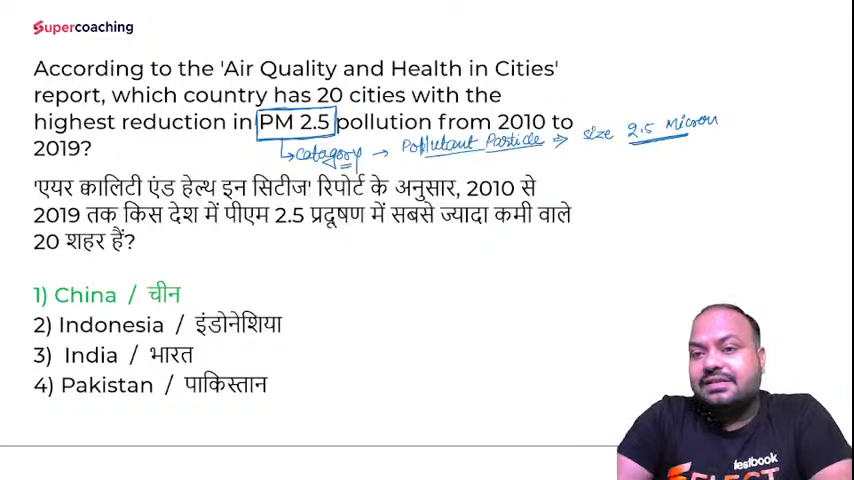 Supercoaching
According to the 'Air Quality and Health in Cities'
report, which country has 20 cities with the
highest reduction in PM 2.5 pollution from 2010 to
2019?
catagory → Pollutant Particle ⇒ size 2.5 Micron
'एयर क्वालिटी एंड हेल्थ इन सिटीज' रिपोर्ट के अनुसार, 2010 से
2019 तक किस देश में पीएम 2.5 प्रदूषण में सबसे ज्यादा कमी वाले
20 शहर हैं?
1) China / चीन
2) Indonesia / इंडोनेशिया
3) India / भारत
4) Pakistan / पाकिस्तान
testbook
SELECT